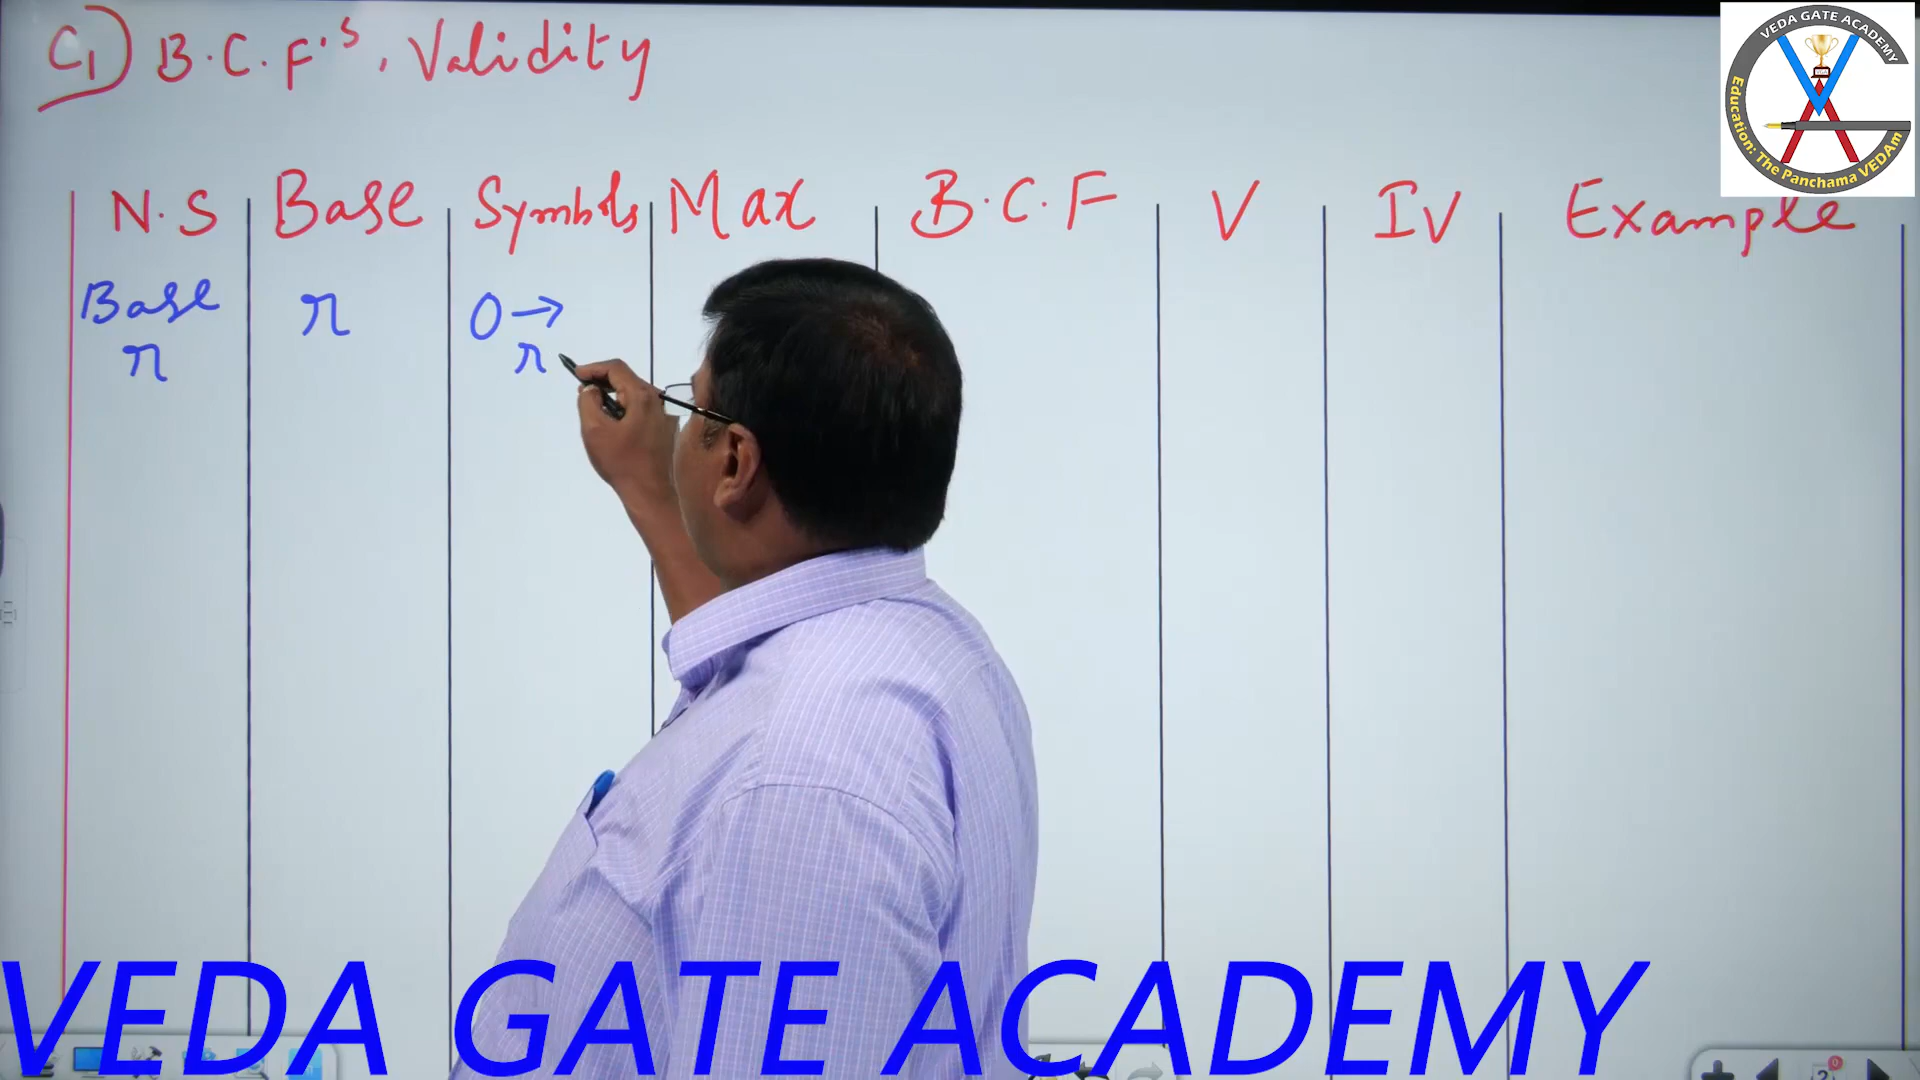 C1) B.C.F's, Validity
VEDA GATE ACADEMY
Education: The Panchama VEDAm
N.S Base Symbols Max B.C.F V IV Example
Base r 0→
r r
VEDA GATE ACADEMY